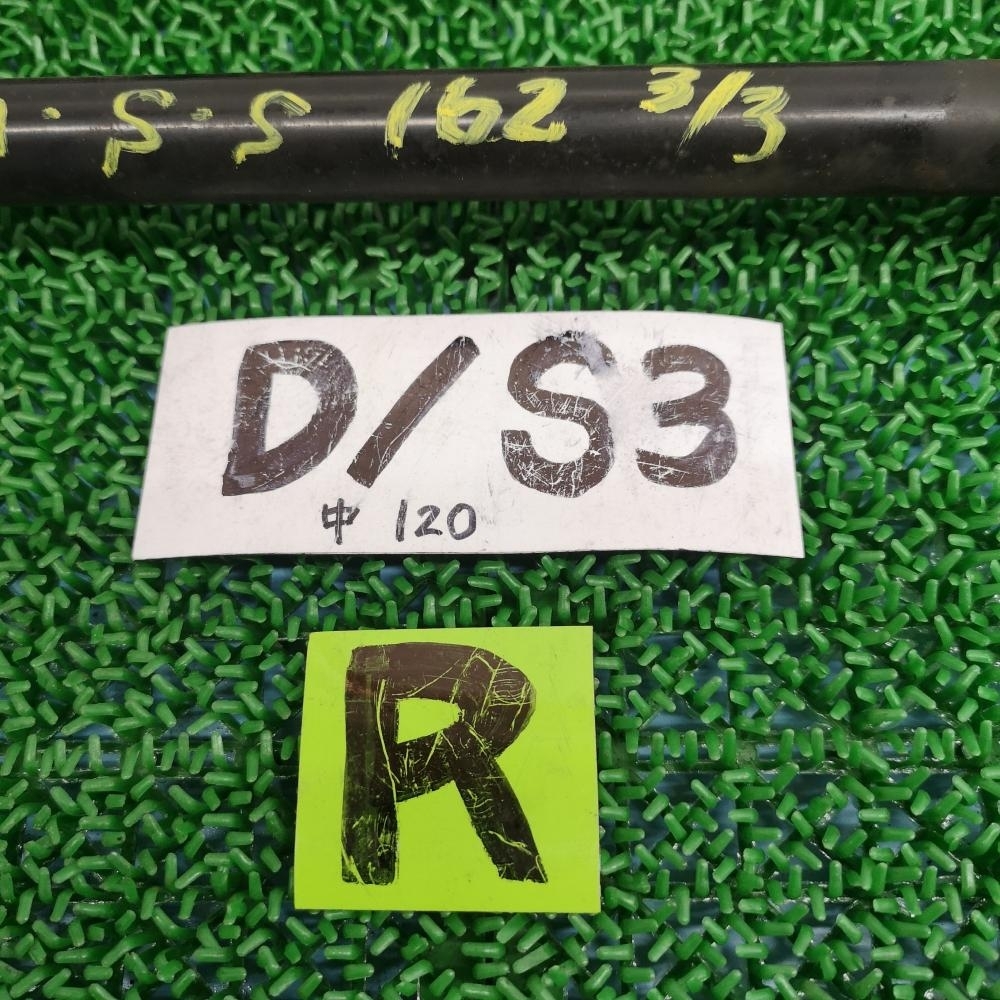 ·S·S 162 3/3
D/S3
中 120
R